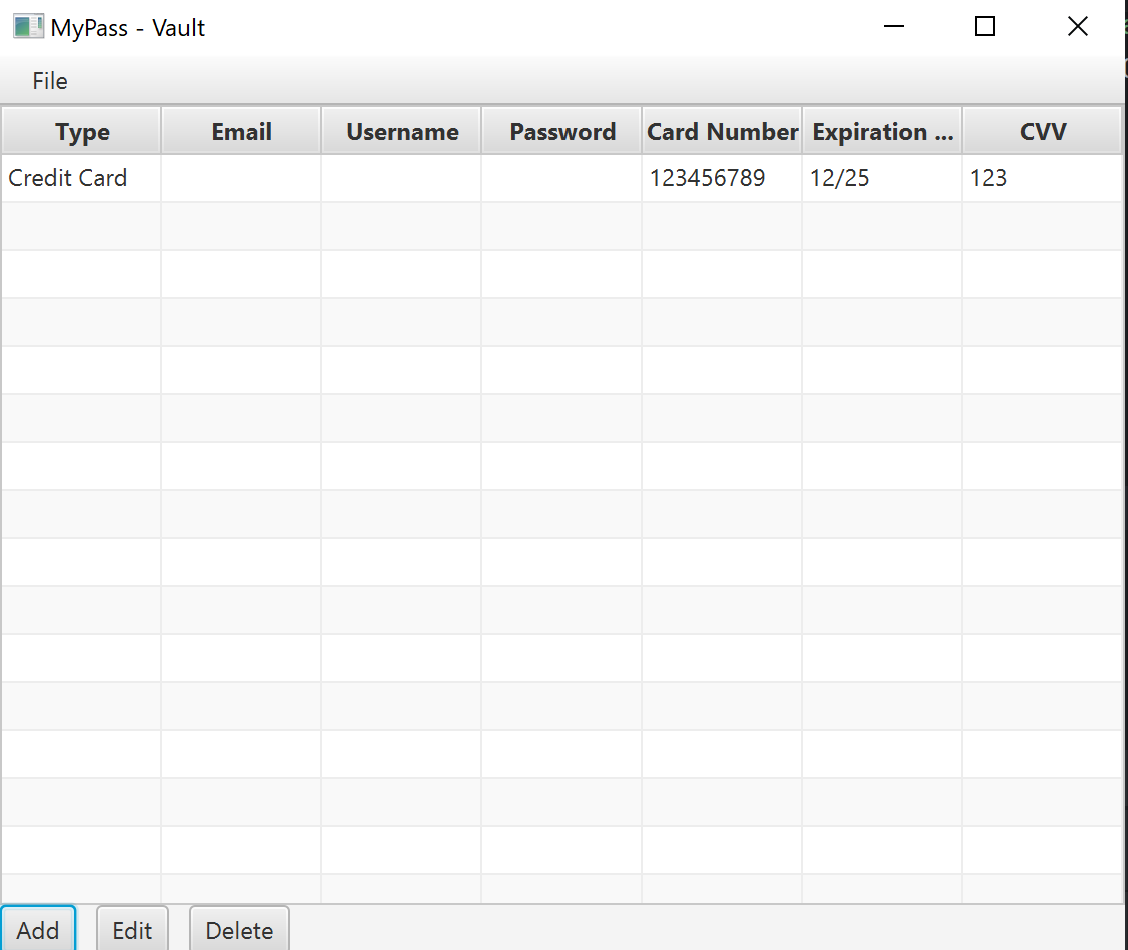 MyPass - Vault
File
Type Email Username Password Card Number Expiration ... CVV
Credit Card 123456789 12/25 123
Add Edit Delete